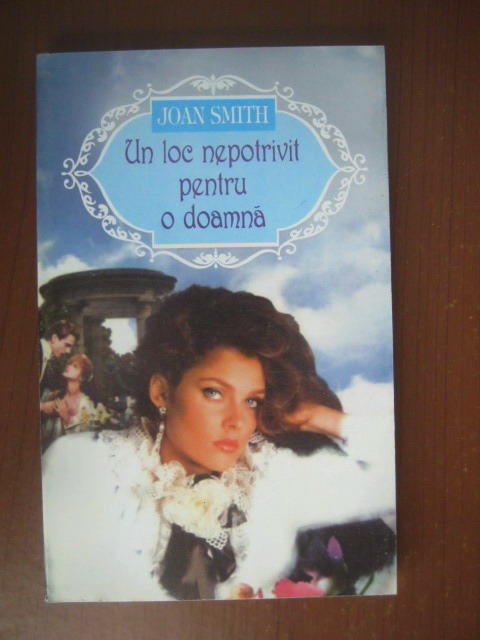 JOAN SMITH
Un loc nepotrivit
pentru
o doamnă